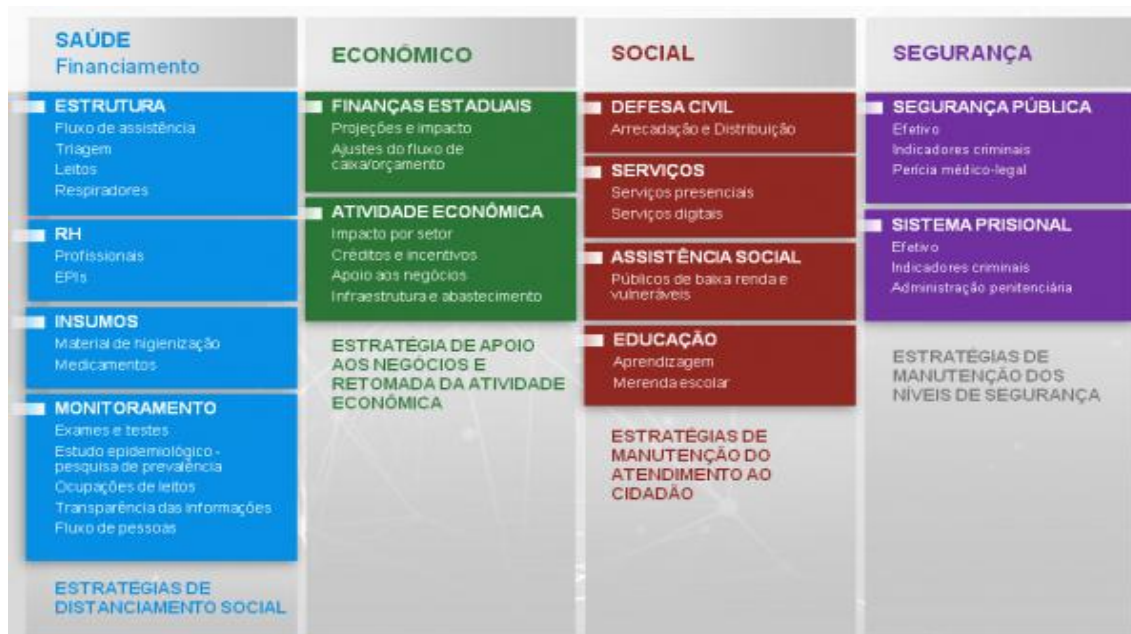 SAÚDE
Financiamento
ESTRUTURA
Fluxo de assistência
Triagem
Leitos
Respiradores
RH
Profissionais
EPIs
INSUMOS
Material de higienização
Medicamentos
MONITORAMENTO
Exames e testes
Estudo epidemiológico -
pesquisa de prevalência
Ocupações de leitos
Transparência das informações
Fluxo de pessoas
ESTRATÉGIAS DE
DISTANCIAMENTO SOCIAL
ECONÔMICO
FINANÇAS ESTADUAIS
Projeções e impacto
Ajustes do fluxo de
caixa/orçamento
ATIVIDADE ECONÔMICA
Impacto por setor
Créditos e incentivos
Apoio aos negócios
Infraestrutura e abastecimento
ESTRATÉGIA DE APOIO
AOS NEGÓCIOS E
RETOMADA DA ATIVIDADE
ECONÔMICA
SOCIAL
DEFESA CIVIL
Arrecadação e Distribuição
SERVIÇOS
Serviços presenciais
Serviços digitais
ASSISTÊNCIA SOCIAL
Públicos de baixa renda e
vulneráveis
EDUCAÇÃO
Aprendizagem
Merenda escolar
ESTRATÉGIAS DE
MANUTENÇÃO DO
ATENDIMENTO AO
CIDADÃO
SEGURANÇA
SEGURANÇA PÚBLICA
Efetivo
Indicadores criminais
Perícia médico-legal
SISTEMA PRISIONAL
Efetivo
Indicadores criminais
Administração penitenciária
ESTRATÉGIAS DE
MANUTENÇÃO DOS
NÍVEIS DE SEGURANÇA